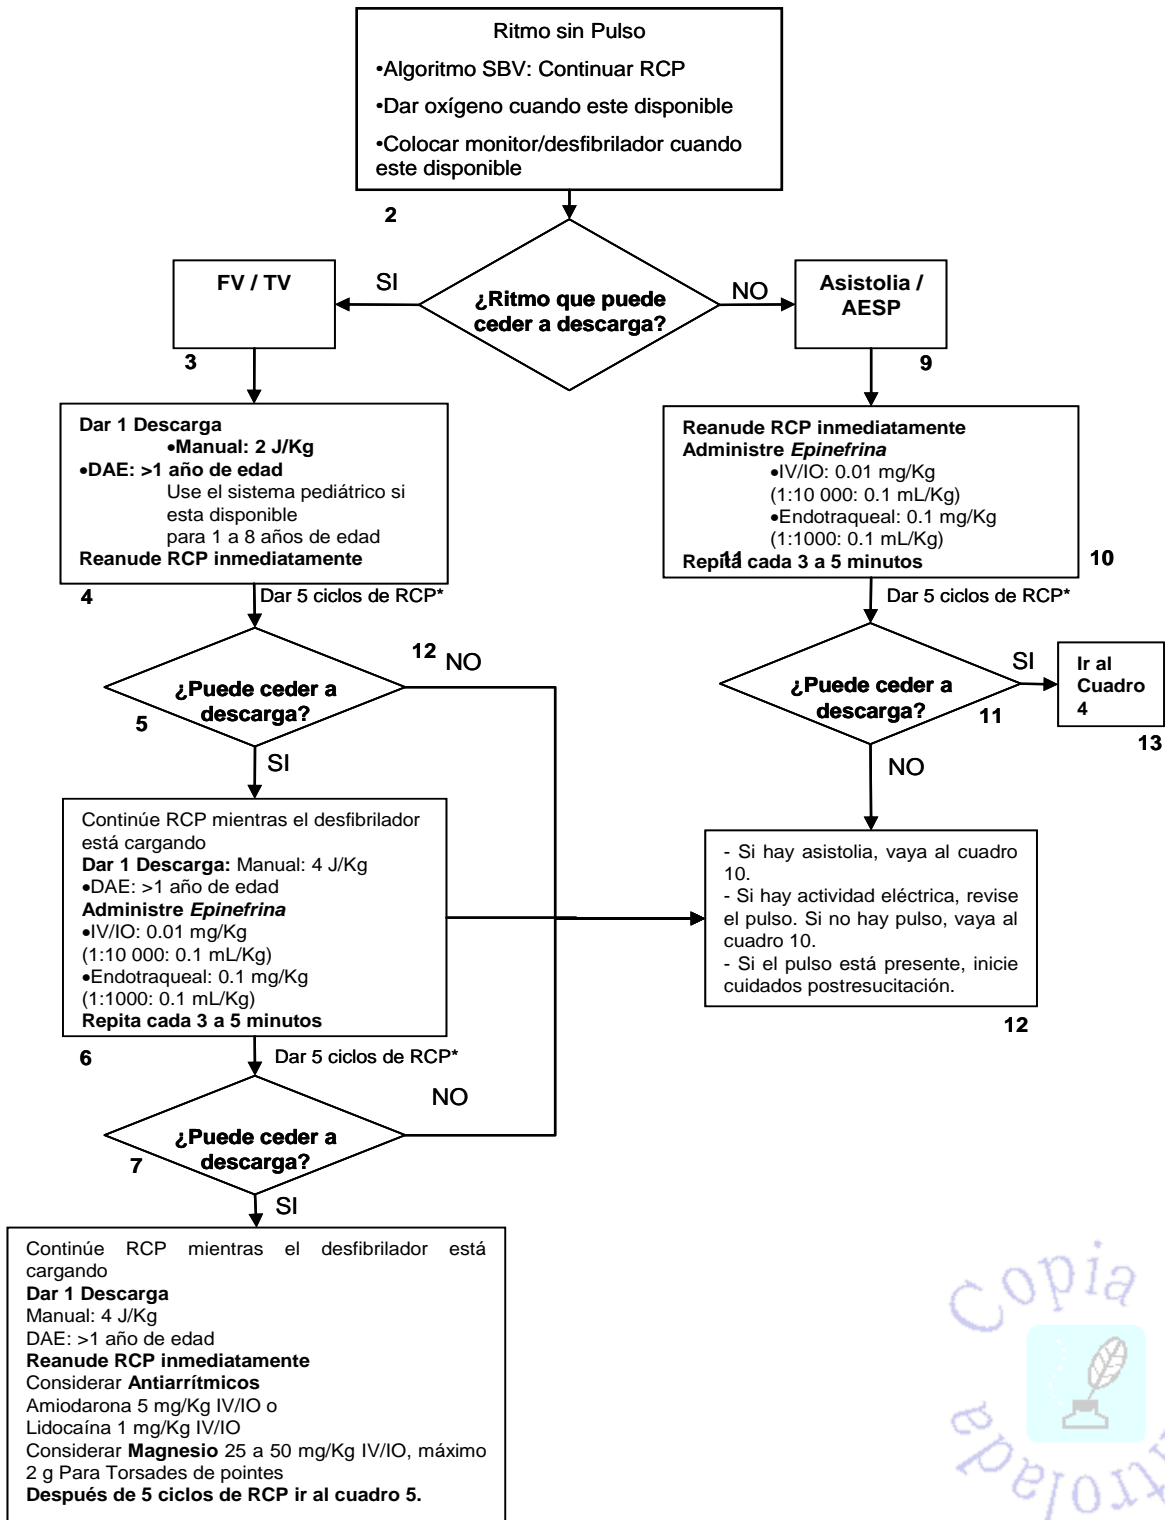 Ritmo sin Pulso
•Algoritmo SBV: Continuar RCP
•Dar oxígeno cuando este disponible
•Colocar monitor/desfibrilador cuando
este disponible
2
¿Ritmo que puede
ceder a descarga?
SI
NO
FV / TV
3
Asistolia /
AESP
9
Dar 1 Descarga
•Manual: 2 J/Kg
•DAE: >1 año de edad
Use el sistema pediátrico si
esta disponible
para 1 a 8 años de edad
Reanude RCP inmediatamente
4
Dar 5 ciclos de RCP*
Reanude RCP inmediatamente
Administre Epinefrina
•IV/IO: 0.01 mg/Kg
(1:10 000: 0.1 mL/Kg)
•Endotraqueal: 0.1 mg/Kg
(1:1000: 0.1 mL/Kg)
11
Repita cada 3 a 5 minutos
10
Dar 5 ciclos de RCP*
12
NO
¿Puede ceder a
descarga?
5
SI
¿Puede ceder a
descarga?
11
SI
NO
Ir al
Cuadro
4
13
Continúe RCP mientras el desfibrilador
está cargando
Dar 1 Descarga: Manual: 4 J/Kg
•DAE: >1 año de edad
Administre Epinefrina
•IV/IO: 0.01 mg/Kg
(1:10 000: 0.1 mL/Kg)
•Endotraqueal: 0.1 mg/Kg
(1:1000: 0.1 mL/Kg)
Repita cada 3 a 5 minutos
6
Dar 5 ciclos de RCP*
- Si hay asistolia, vaya al cuadro
10.
- Si hay actividad eléctrica, revise
el pulso. Si no hay pulso, vaya al
cuadro 10.
- Si el pulso está presente, inicie
cuidados postresucitación.
12
NO
¿Puede ceder a
descarga?
7
SI
Continúe RCP mientras el desfibrilador está
cargando
Dar 1 Descarga
Manual: 4 J/Kg
DAE: >1 año de edad
Reanude RCP inmediatamente
Considerar Antiarrítmicos
Amiodarona 5 mg/Kg IV/IO o
Lidocaína 1 mg/Kg IV/IO
Considerar Magnesio 25 a 50 mg/Kg IV/IO, máximo
2 g Para Torsades de pointes
Después de 5 ciclos de RCP ir al cuadro 5.
Copia